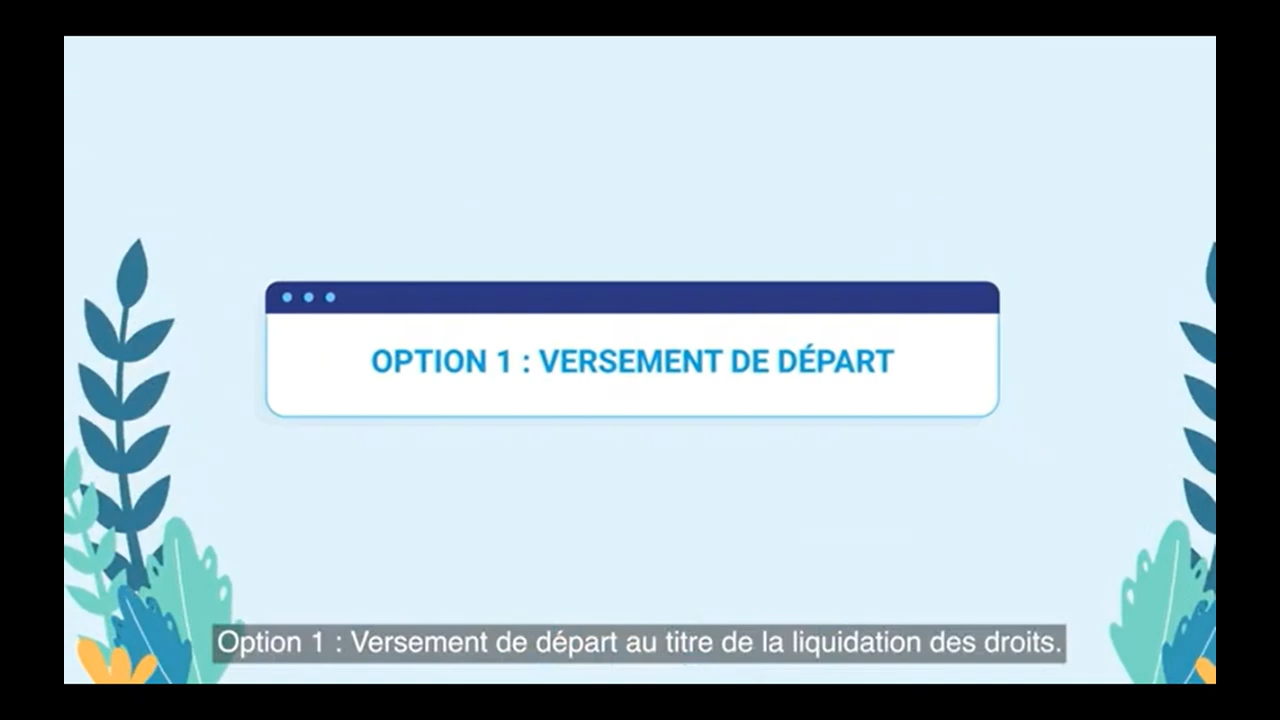 OPTION 1 : VERSEMENT DE DÉPART
Option 1 : Versement de départ au titre de la liquidation des droits.